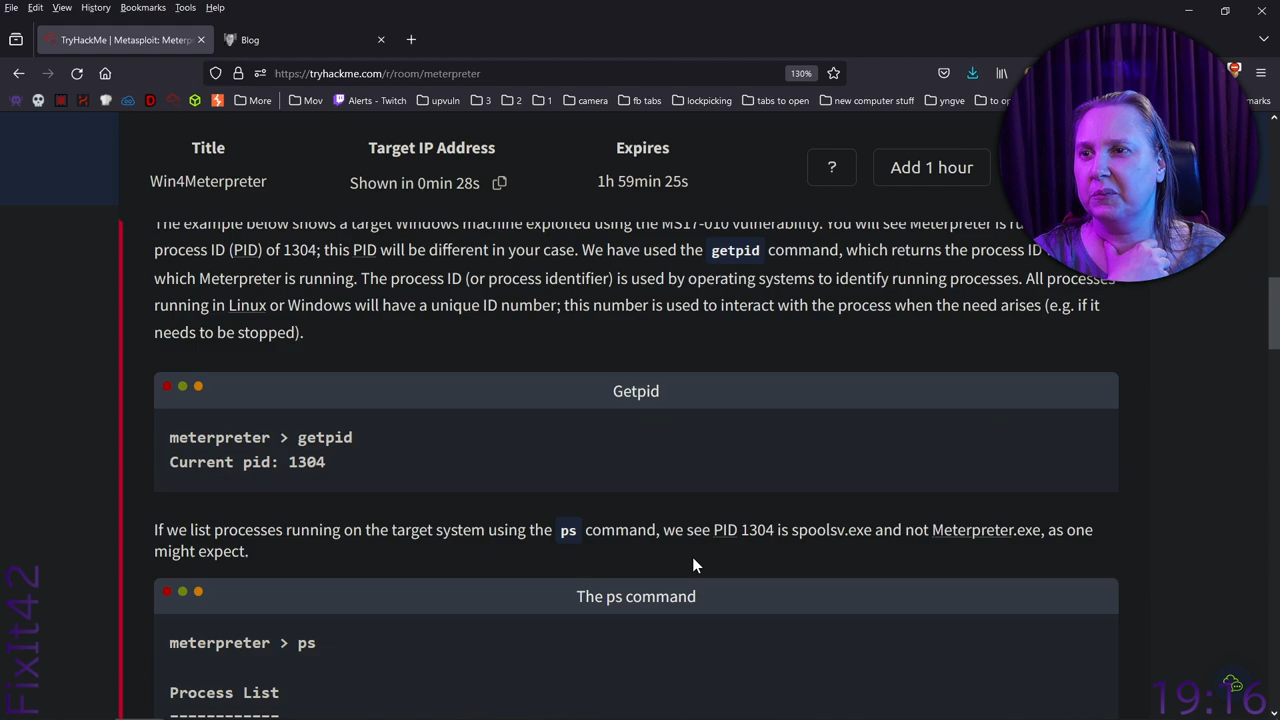 File Edit View History Bookmarks Tools Help
TryHackMe | Metasploit: Meterpr
Blog
https://tryhackme.com/r/room/meterpreter
130%
More Mov Alerts - Twitch upvuln 3 2 1 camera fb tabs lockpicking tabs to open new computer stuff yngve to op
Title Target IP Address Expires
? Add 1 hour
Win4Meterpreter Shown in 0min 28s 1h 59min 25s
The example below shows a target Windows machine exploited using the MS17-010 vulnerability. You will see Meterpreter is
process ID (PID) of 1304; this PID will be different in your case. We have used the getpid command, which returns the process ID
which Meterpreter is running. The process ID (or process identifier) is used by operating systems to identify running processes. All processes
running in Linux or Windows will have a unique ID number; this number is used to interact with the process when the need arises (e.g. if it
needs to be stopped).
Getpid
meterpreter > getpid
Current pid: 1304
If we list processes running on the target system using the ps command, we see PID 1304 is spoolsv.exe and not Meterpreter.exe, as one
might expect.
The ps command
meterpreter > ps
Process List
------------
FixIt42
19:16